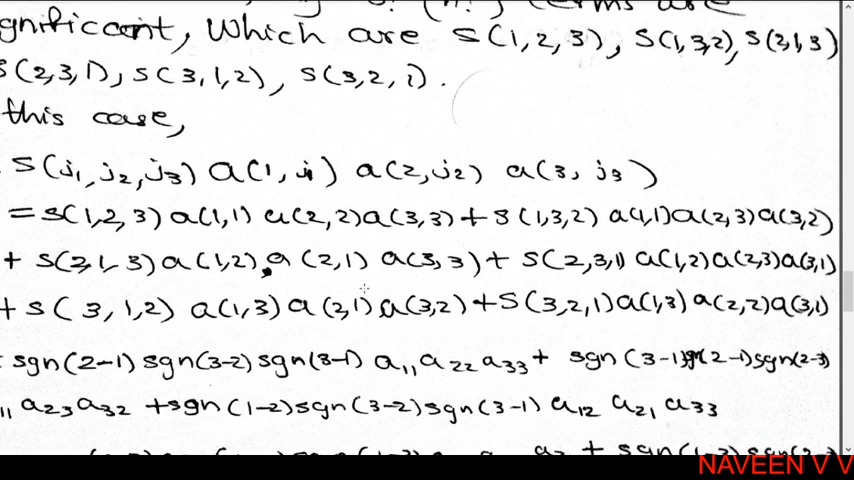 terms are
gnificant, Which are S(1,2,3), S(1,3,2), S(2,1,3)
S(2,3,1), S(3,1,2), S(3,2,1).
this case,
S(j₁,j₂,j₃) a(1,j₁) a(2,j₂) a(3,j₃)
=S(1,2,3) a(1,1) a(2,2)a(3,3)+S(1,3,2) a(1,1)a(2,3)a(3,2)
+ S(2,1,3) a(1,2) a(2,1) a(3,3)+ S(2,3,1) a(1,2)a(2,3)a(3,1)
+ S(3,1,2) a(1,3) a(2,1) a(3,2)+S(3,2,1)a(1,3) a(2,2)a(3,1)
sgn(2-1) sgn(3-2) sgn(3-1) a₁₁ a₂₂ a₃₃ + sgn(3-1)sgn(2-1)sgn(2-3)
₁₁ a₂₃ a₃₂ +sgn(1-2)sgn(3-2)sgn(3-1) a₁₂ a₂₁ a₃₃
NAVEEN V V